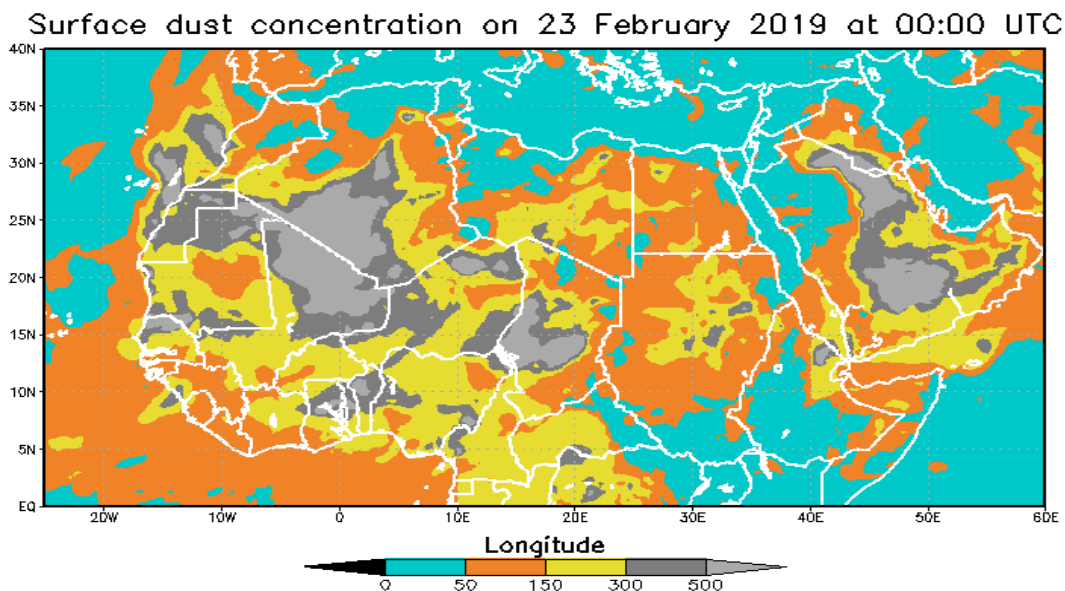 Surface dust concentration on 23 February 2019 at 00:00 UTC
40N
35N
30N
25N
20N
15N
10N
5N
EQ
20W 10W 0 10E 20E 30E 40E 50E 60E
Longitude
0 50 150 300 500